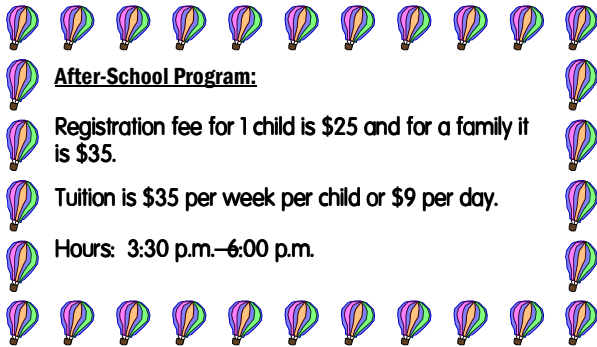 After-School Program:
Registration fee for 1 child is $25 and for a family it
is $35.
Tuition is $35 per week per child or $9 per day.
Hours:  3:30 p.m.–6:00 p.m.